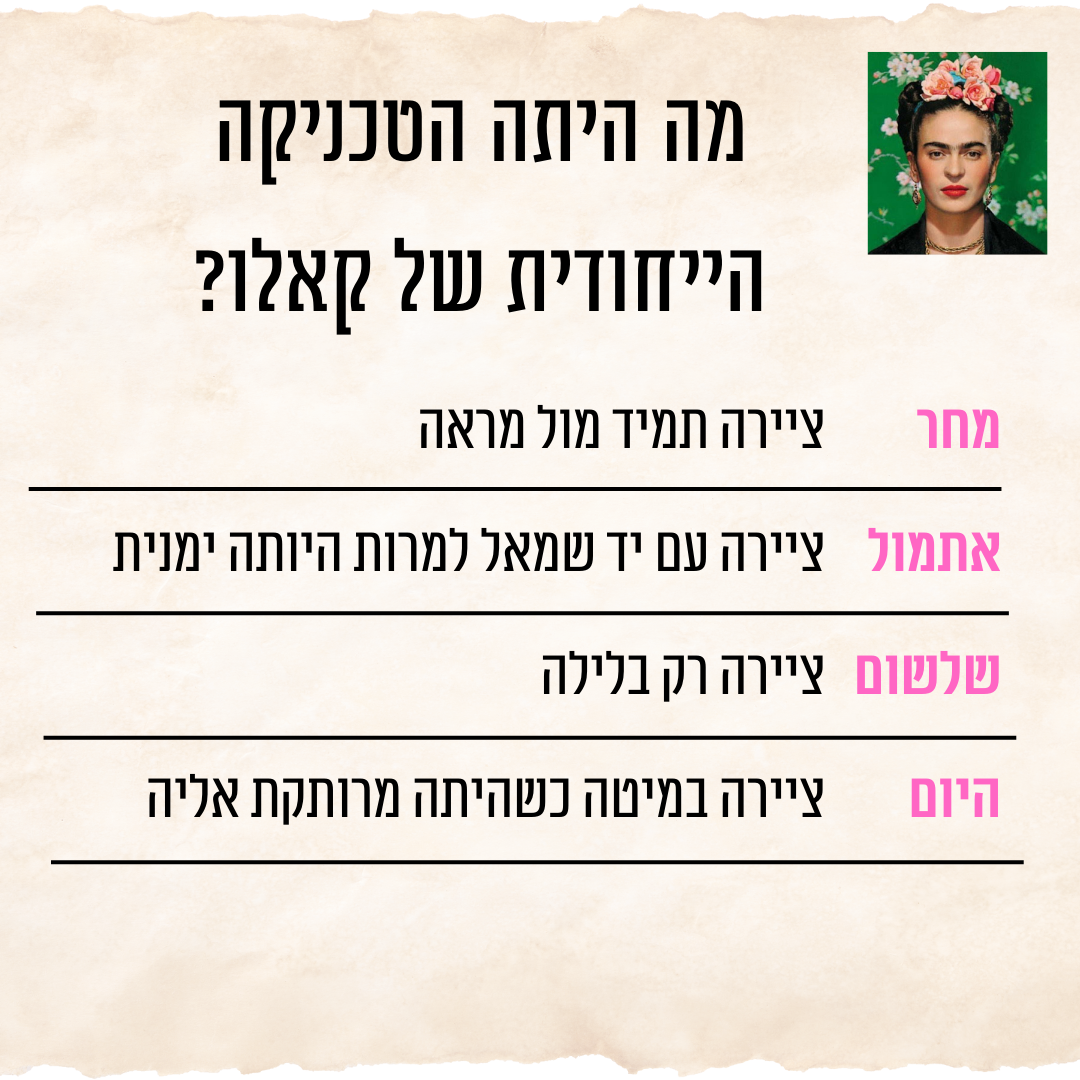 מה היתה הטכניקה
הייחודית של קאלו?
מחר ציירה תמיד מול מראה
אתמול ציירה עם יד שמאל למרות היותה ימנית
שלשום ציירה רק בלילה
היום ציירה במיטה כשהיתה מרותקת אליה